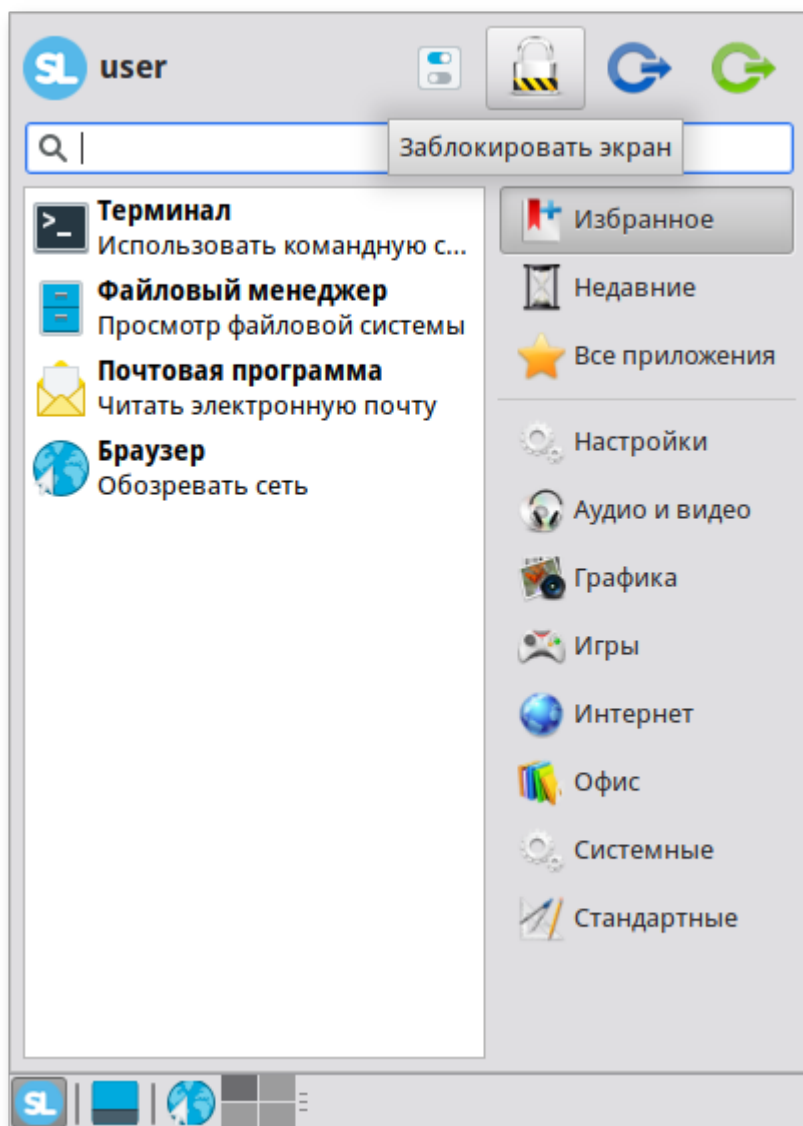 SL user
Заблокировать экран
Терминал
Использовать командную с...
Файловый менеджер
Просмотр файловой системы
Почтовая программа
Читать электронную почту
Браузер
Обозревать сеть
Избранное
Недавние
Все приложения
Настройки
Аудио и видео
Графика
Игры
Интернет
Офис
Системные
Стандартные
SL